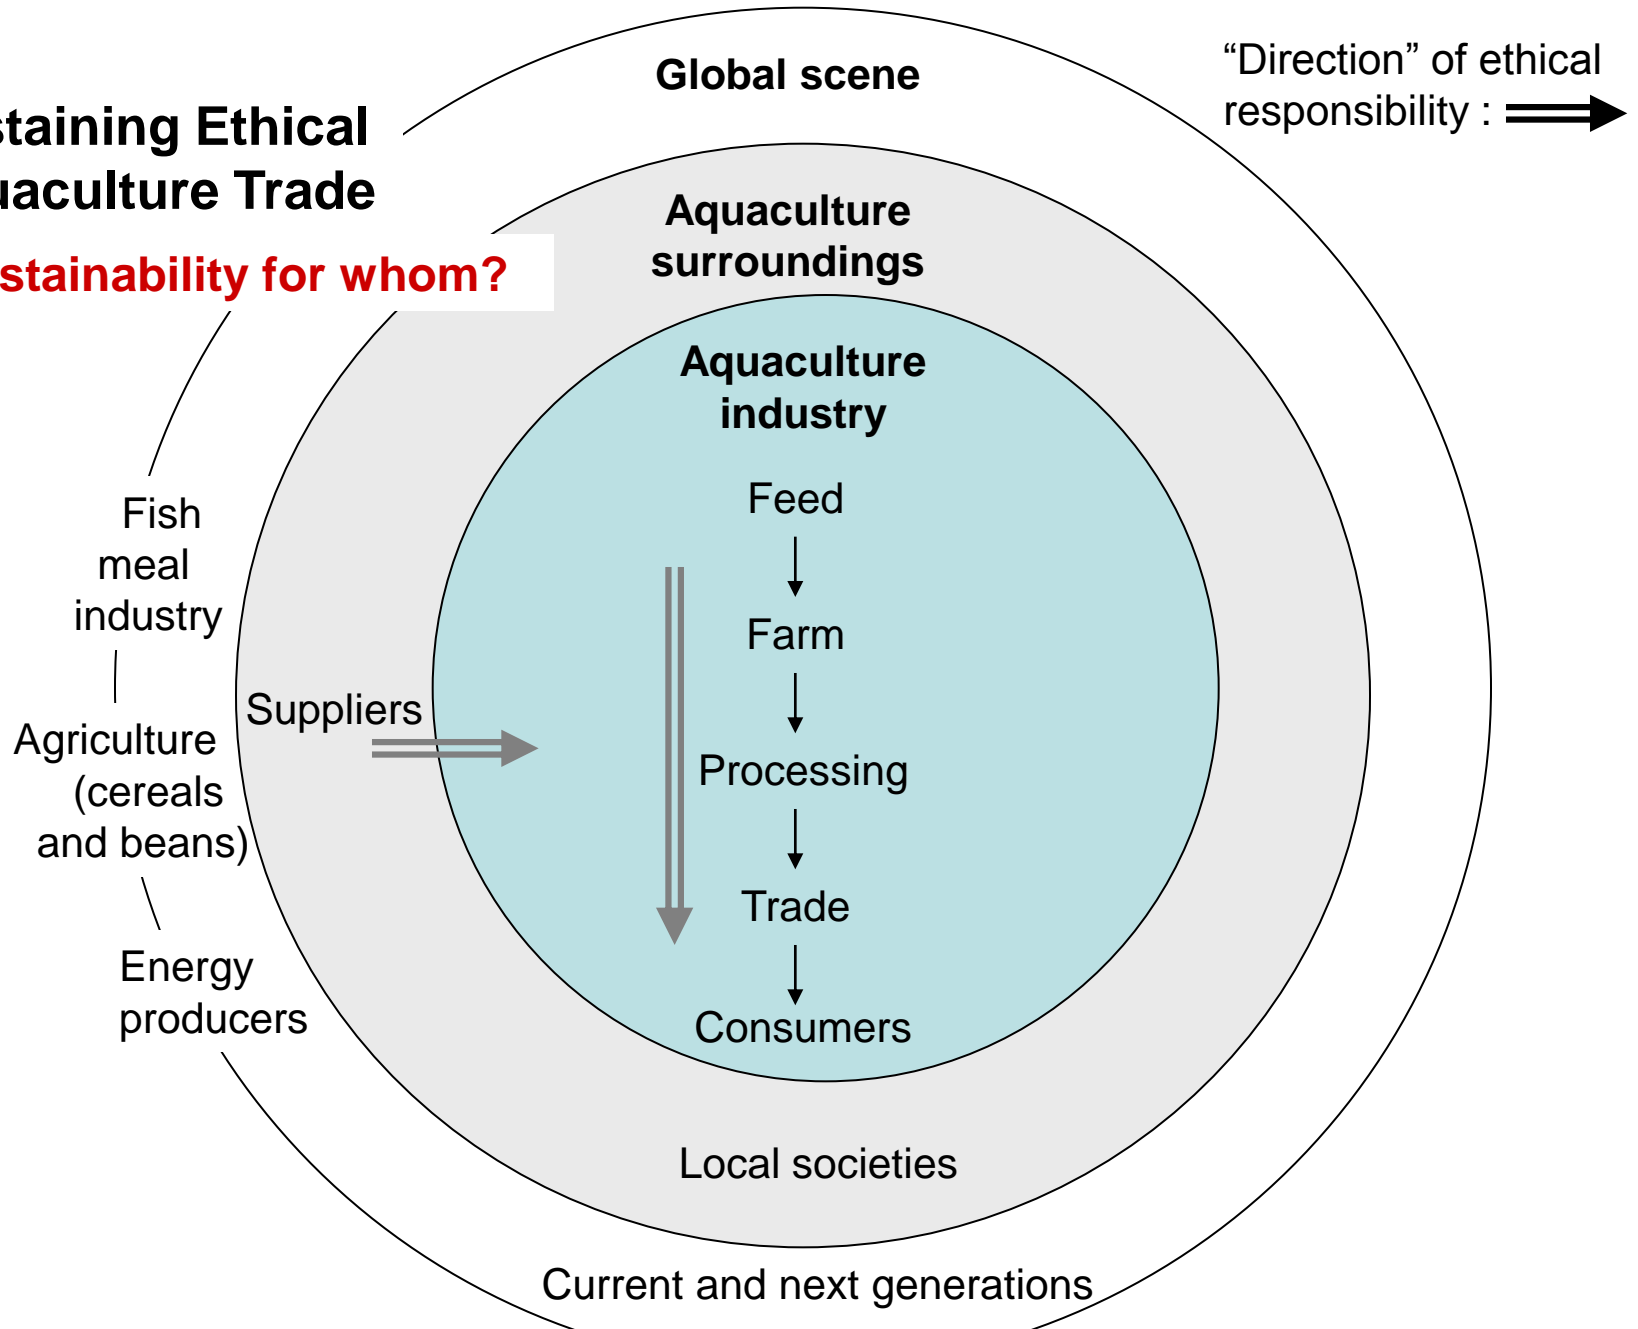 Global scene
“Direction” of ethical
responsibility :
staining Ethical
uaculture Trade
stainability for whom?
Aquaculture
surroundings
Aquaculture
industry
Feed
Farm
Processing
Trade
Consumers
Fish
meal
industry
Suppliers
Agriculture
(cereals
and beans)
Energy
producers
Local societies
Current and next generations